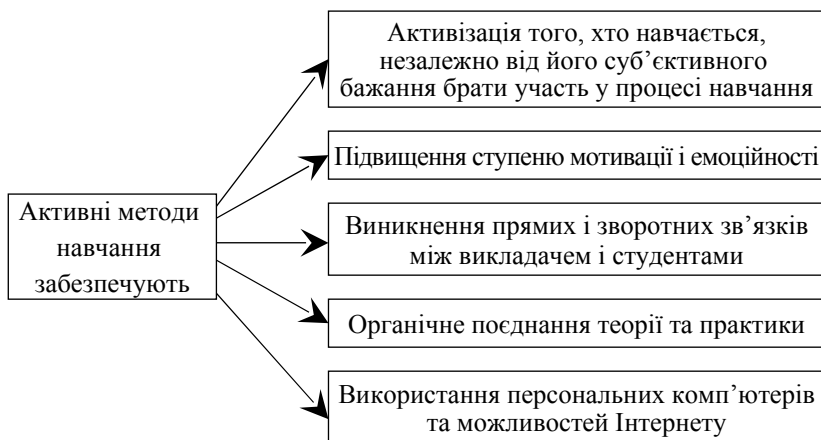 Активізація того, хто навчається,
незалежно від його суб’єктивного
бажання брати участь у процесі навчання
Підвищення ступеню мотивації і емоційності
Активні методи
навчання
забезпечують
Виникнення прямих і зворотних зв’язків
між викладачем і студентами
Органічне поєднання теорії та практики
Використання персональних комп’ютерів
та можливостей Інтернету